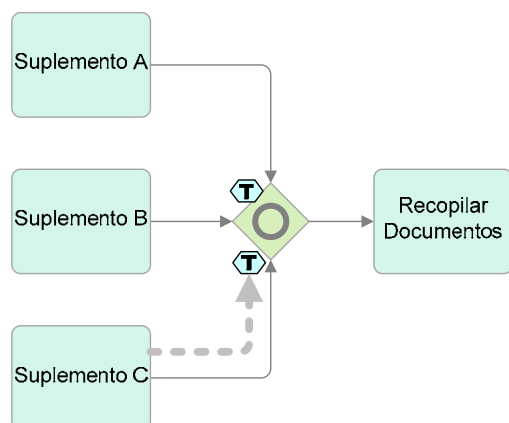 Suplemento A
T
Suplemento B
Recopilar
Documentos
T
Suplemento C